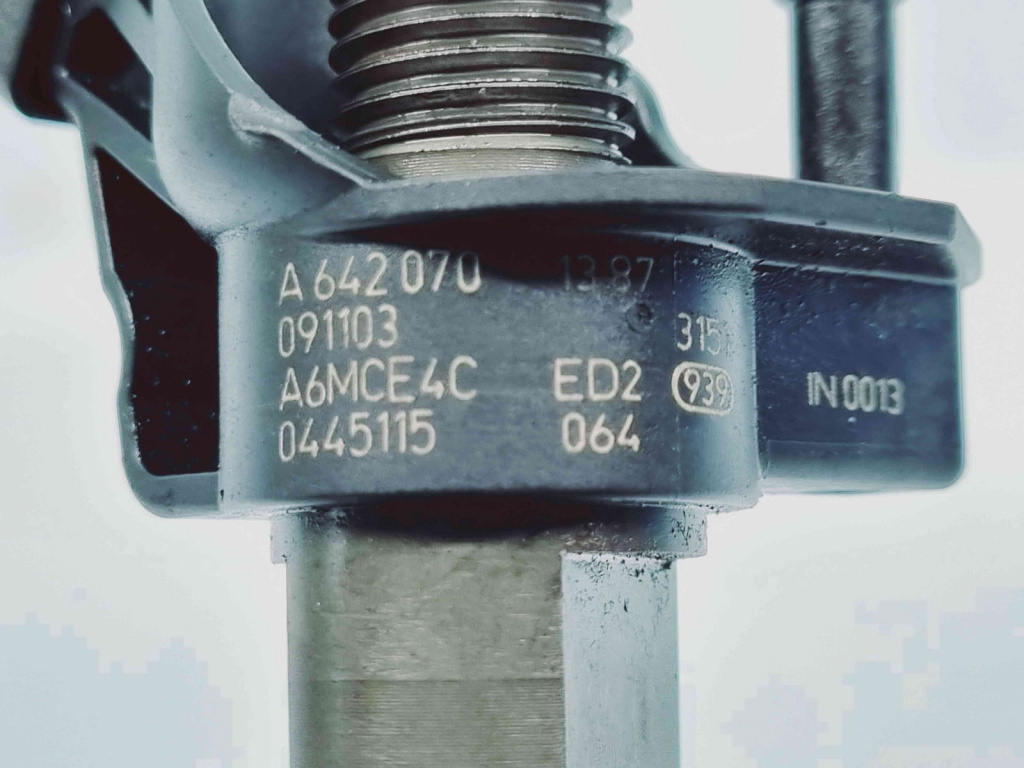 A 642 070 13 87
091103
A6MCE4C ED2
0445115 064
939
IN 0013